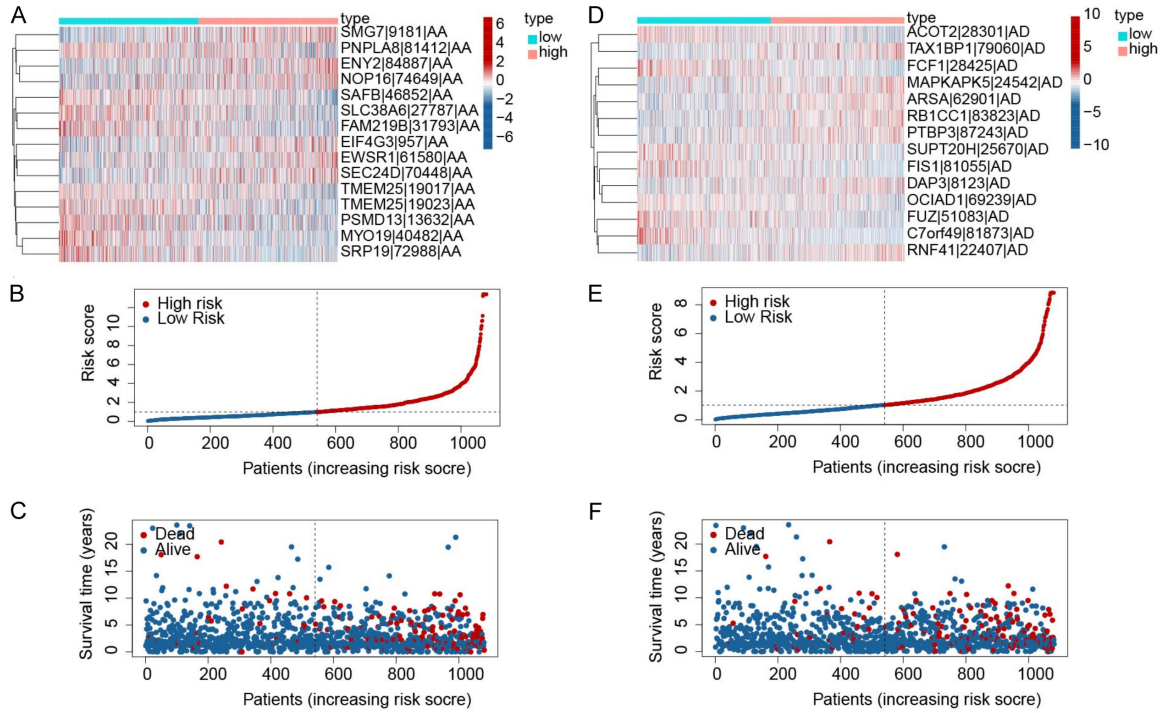 A
type
SMG7|9181|AA
PNPLA8|81412|AA
ENY2|84887|AA
NOP16|74649|AA
SAFB|46852|AA
SLC38A6|27787|AA
FAM219B|31793|AA
EIF4G3|957|AA
EWSR1|61580|AA
SEC24D|70448|AA
TMEM25|19017|AA
TMEM25|19023|AA
PSMD13|13632|AA
MYO19|40482|AA
SRP19|72988|AA
6
4
2
0
−2
−4
−6
type
low
high
D
type
ACOT2|28301|AD
TAX1BP1|79060|AD
FCF1|28425|AD
MAPKAPK5|24542|AD
ARSA|62901|AD
RB1CC1|83823|AD
PTBP3|87243|AD
SUPT20H|25670|AD
FIS1|81055|AD
DAP3|8123|AD
OCIAD1|69239|AD
FUZ|51083|AD
C7orf49|81873|AD
RNF41|22407|AD
10
5
0
−5
−10
type
low
high
B
High risk
Low Risk
Risk score
0 2 4 6 8 10
0 200 400 600 800 1000
Patients (increasing risk socre)
E
High risk
Low Risk
Risk score
0 2 4 6 8
0 200 400 600 800 1000
Patients (increasing risk socre)
C
Dead
Alive
Survival time (years)
0 5 10 15 20
0 200 400 600 800 1000
Patients (increasing risk socre)
F
Dead
Alive
Survival time (years)
0 5 10 15 20
0 200 400 600 800 1000
Patients (increasing risk socre)